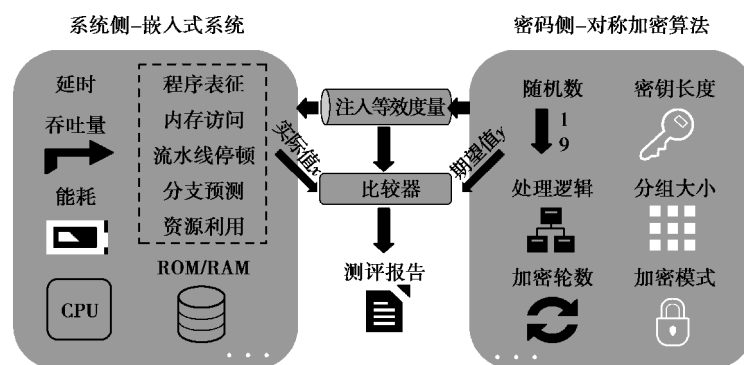 系统侧-嵌入式系统
延时
吞吐量
能耗
CPU
程序表征
内存访问
流水线停顿
分支预测
资源利用
ROM/RAM
...
注入等效度量
实际值x
期望值y
比较器
测评报告
密码侧-对称加密算法
随机数
1
9
密钥长度
处理逻辑
分组大小
加密轮数
加密模式
...